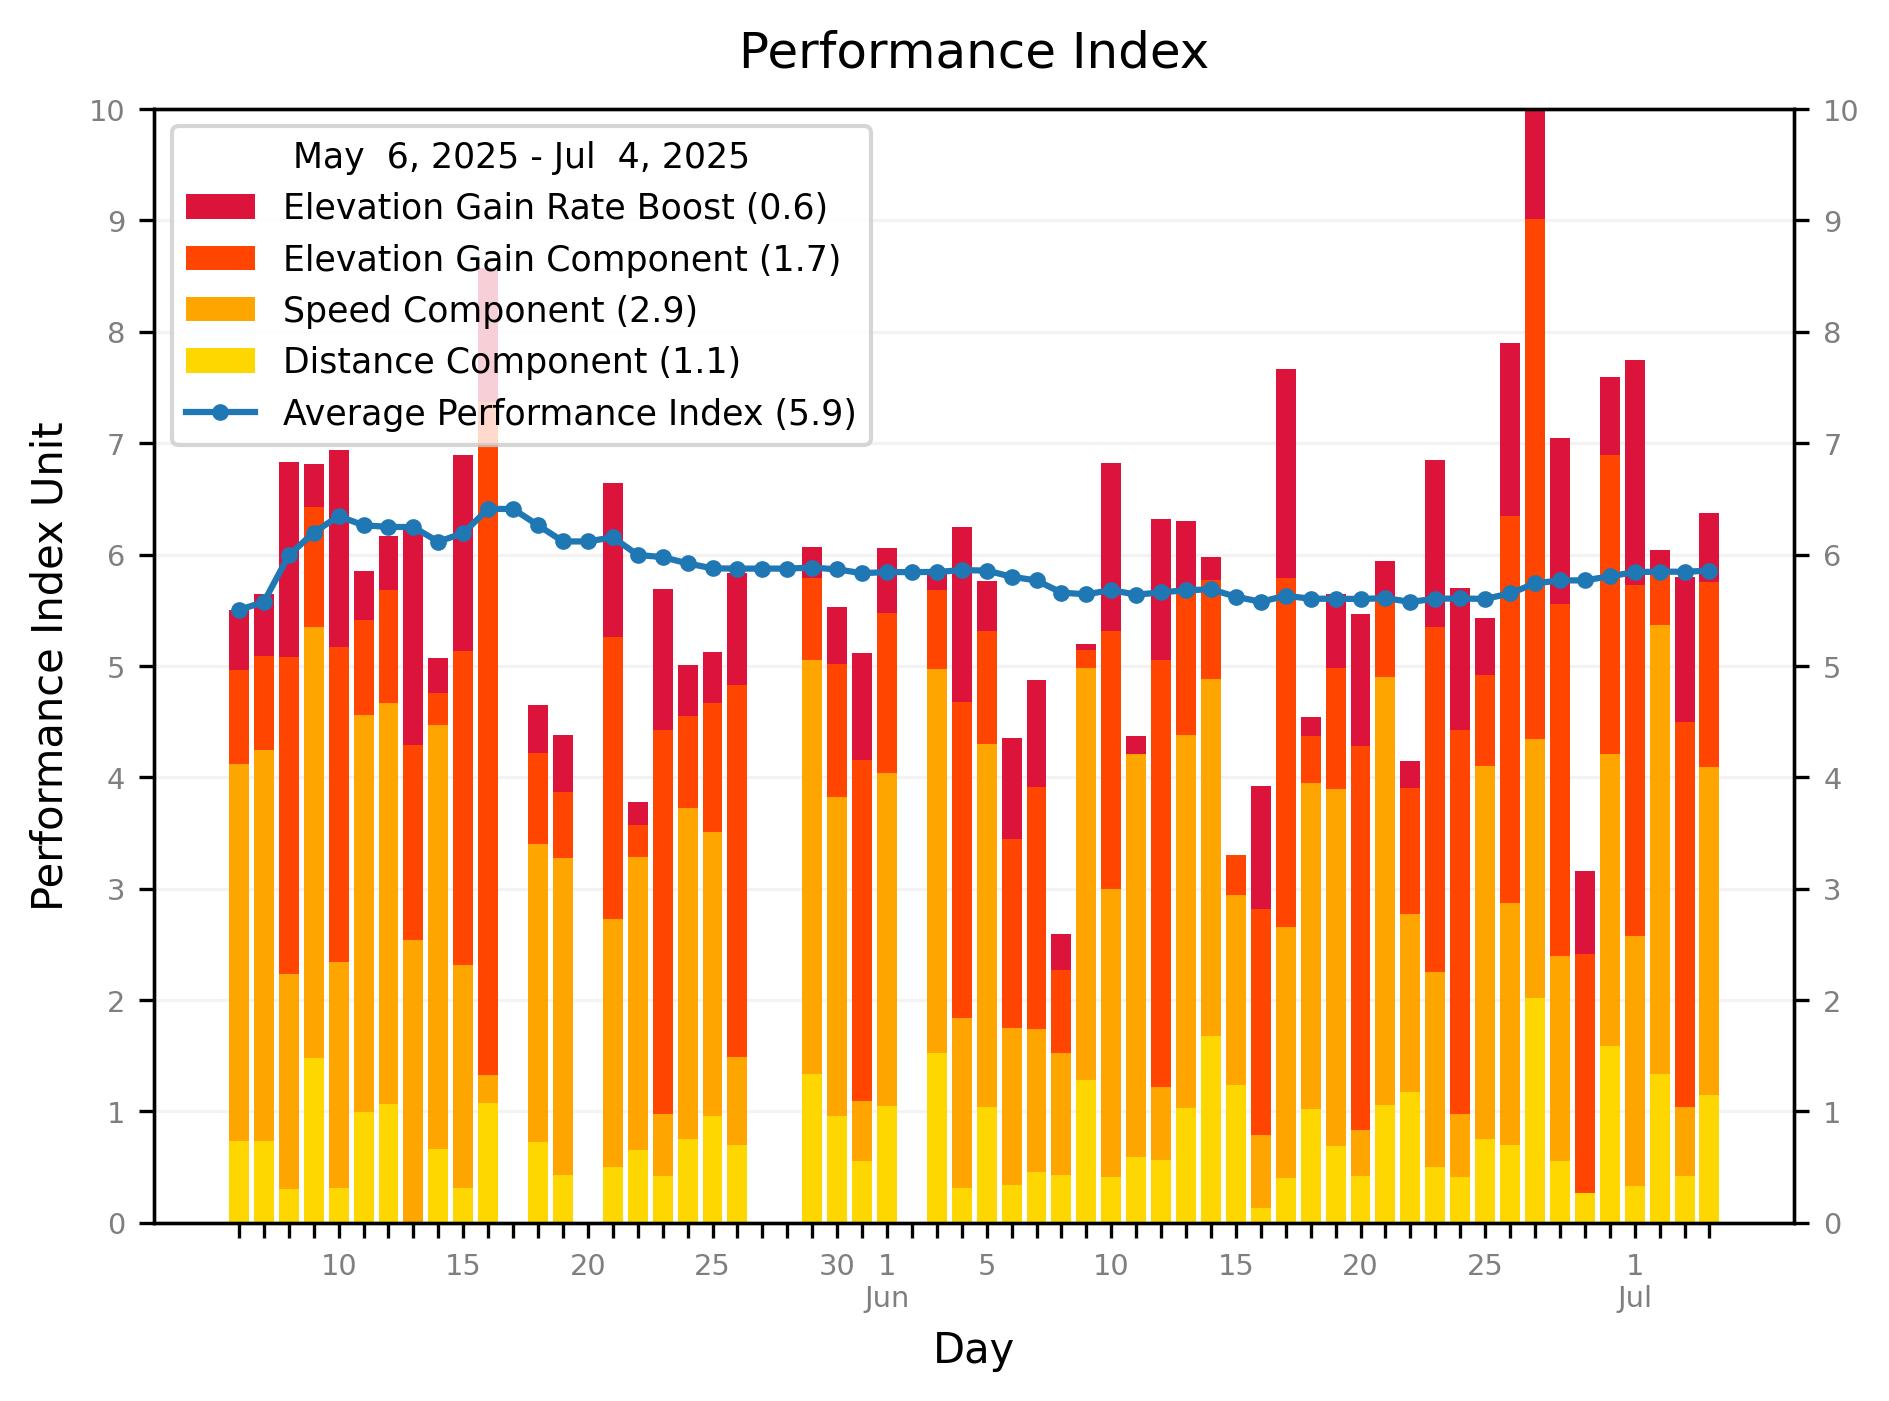 Performance Index
May  6, 2025 - Jul  4, 2025
Elevation Gain Rate Boost (0.6)
Elevation Gain Component (1.7)
Speed Component (2.9)
Distance Component (1.1)
Average Performance Index (5.9)
Performance Index Unit
10 10
9 9
8 8
7 7
6 6
5 5
4 4
3 3
2 2
1 1
0 0
10 15 20 25 30 1 5 10 15 20 25 1
Jun Jul
Day